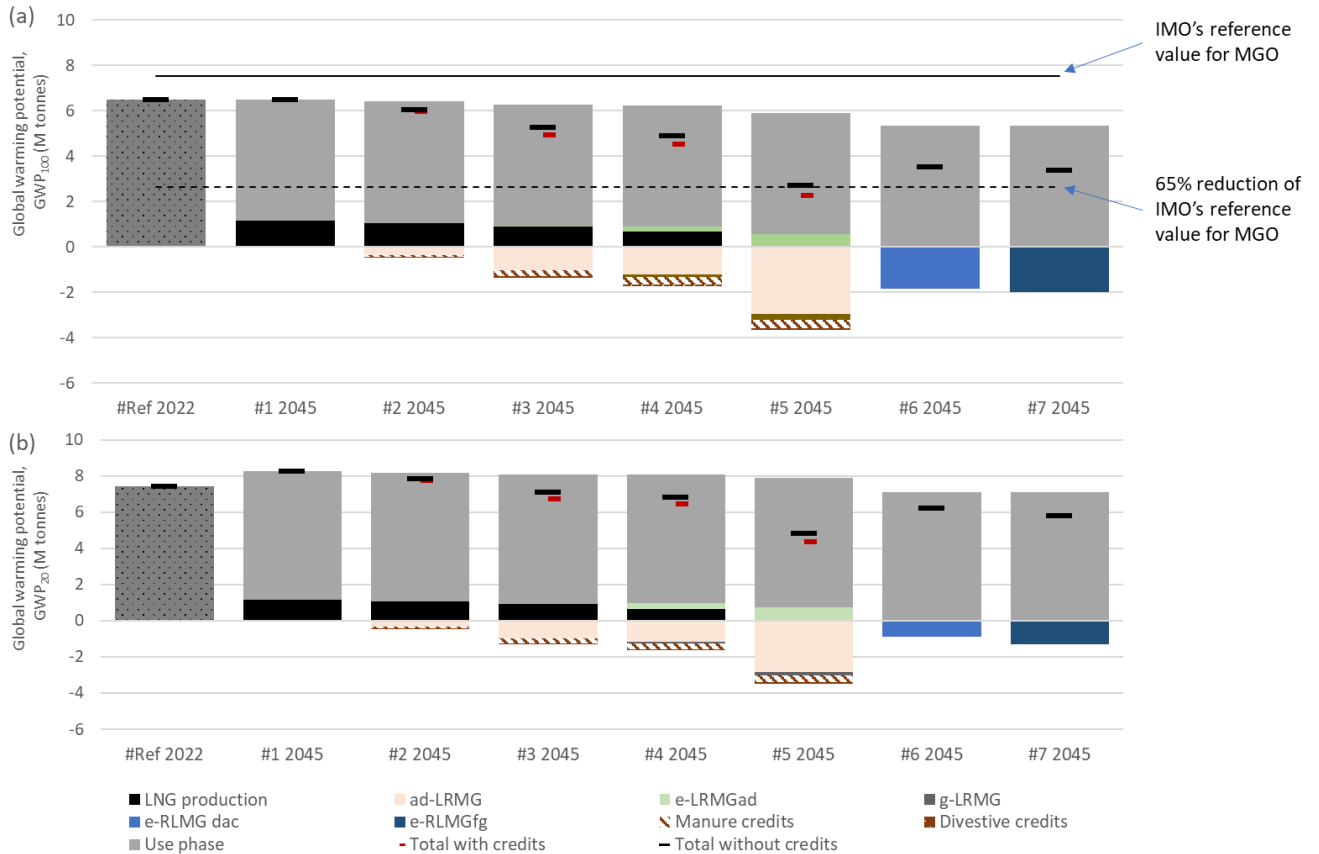 (a)
Global warming potential,
GWP100 (M tonnes)
10
8
6
4
2
0
-2
-4
-6
#Ref 2022 #1 2045 #2 2045 #3 2045 #4 2045 #5 2045 #6 2045 #7 2045
IMO's reference
value for MGO
65% reduction of
IMO's reference
value for MGO
(b)
Global warming potential,
GWP20 (M tonnes)
10
8
6
4
2
0
-2
-4
-6
#Ref 2022 #1 2045 #2 2045 #3 2045 #4 2045 #5 2045 #6 2045 #7 2045
LNG production ad-LRMG e-LRMGad g-LRMG
e-RLMG dac e-RLMGfg Manure credits Divestive credits
Use phase Total with credits Total without credits